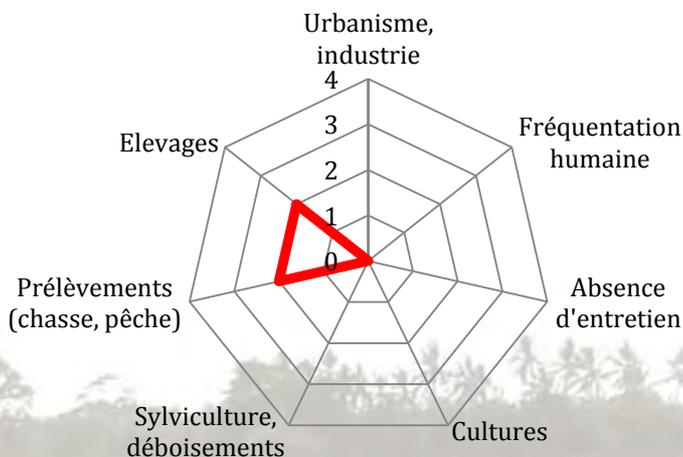 Urbanisme,
industrie
4
3
2
1
0
Fréquentation
humaine
Absence
d'entretien
Cultures
Sylviculture,
déboisements
Prélèvements
(chasse, pêche)
Elevages